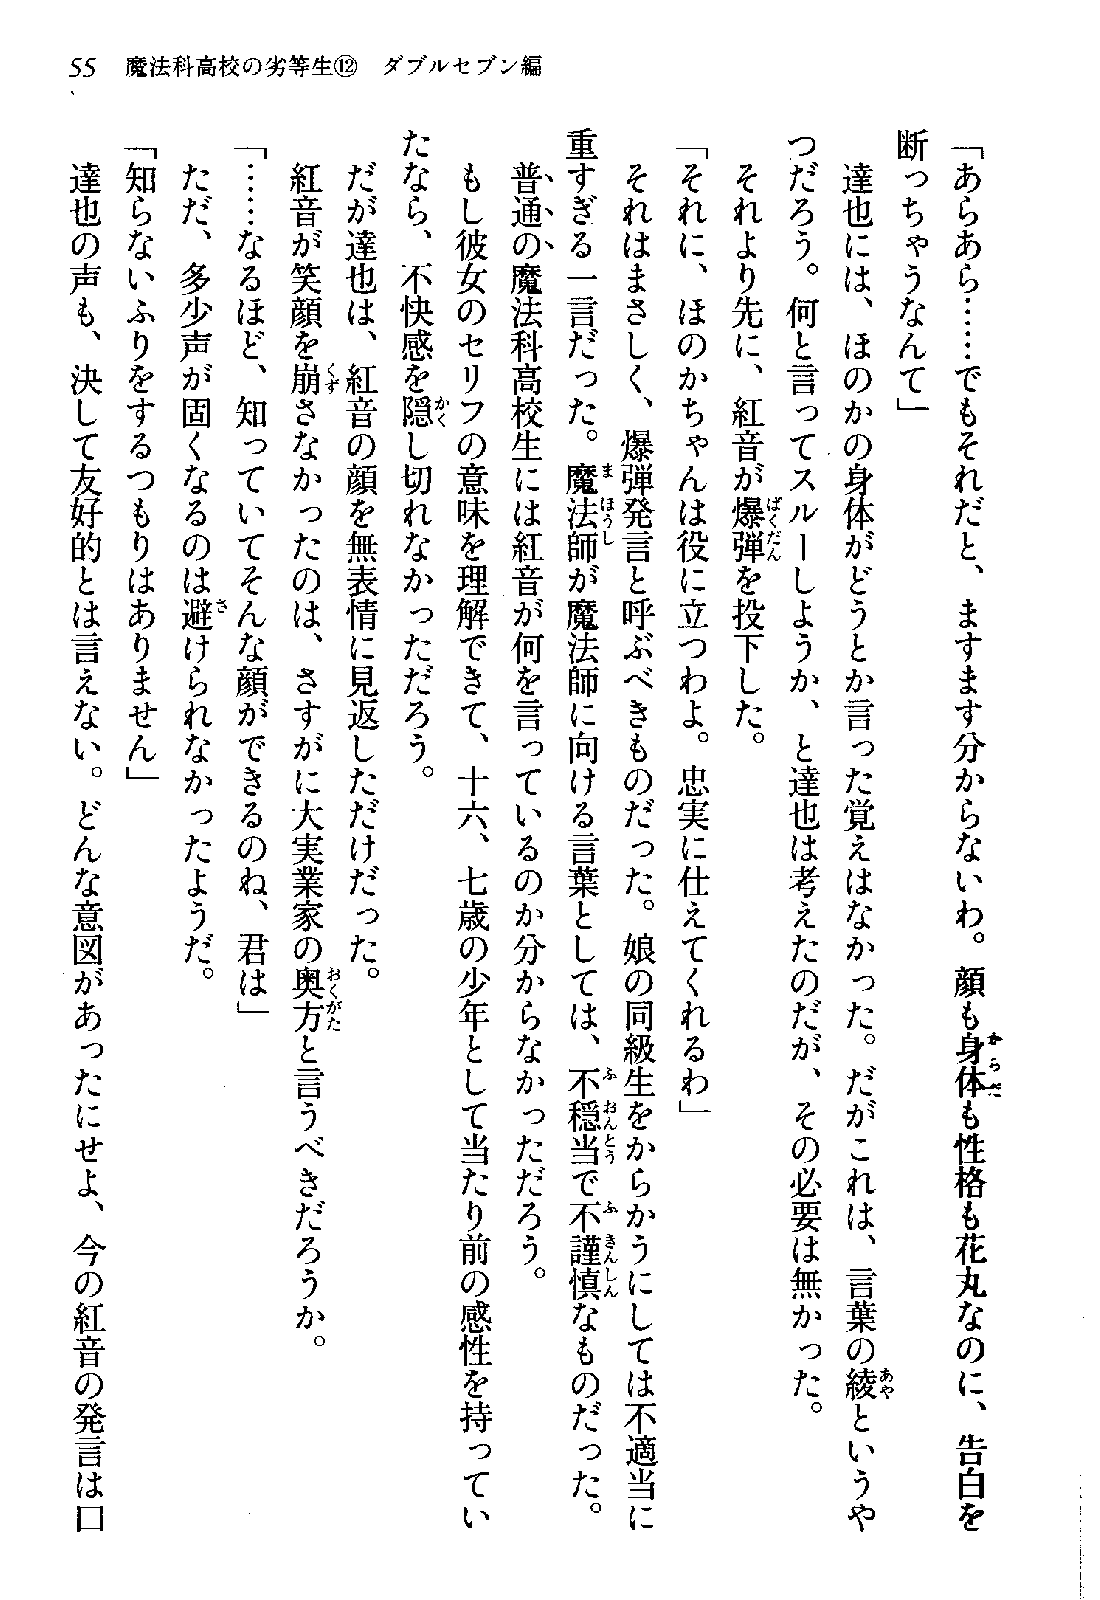 55　魔法科高校の劣等生⑫　ダブルセブン編
「あらあら……でもそれだと、ますます分からないわ。顔も身体も性格も花丸なのに、告白を
断っちゃうなんて」
達也には、ほのかの身体がどうとか言った覚えはなかった。だがこれは、言葉の綾というや
つだろう。何と言ってスルーしようか、と達也は考えたのだが、その必要は無かった。
それより先に、紅音が爆弾を投下した。
「それに、ほのかちゃんは役に立つわよ。忠実に仕えてくれるわ」
それはまさしく、爆弾発言と呼ぶべきものだった。娘の同級生をからかうにしては不適当に
重すぎる一言だった。魔法師が魔法師に向ける言葉としては、不穏当で不謹慎なものだった。
普通の魔法科高校生には紅音が何を言っているのか分からなかっただろう。
もし彼女のセリフの意味を理解できて、十六、七歳の少年として当たり前の感性を持ってい
たなら、不快感を隠し切れなかっただろう。
だが達也は、紅音の顔を無表情に見返しただけだった。
紅音が笑顔を崩さなかったのは、さすがに大実業家の奥方と言うべきだろうか。
「……なるほど、知っていてそんな顔ができるのね、君は」
ただ、多少声が固くなるのは避けられなかったようだ。
「知らないふりをするつもりはありません」
達也の声も、決して友好的とは言えない。どんな意図があったにせよ、今の紅音の発言は口